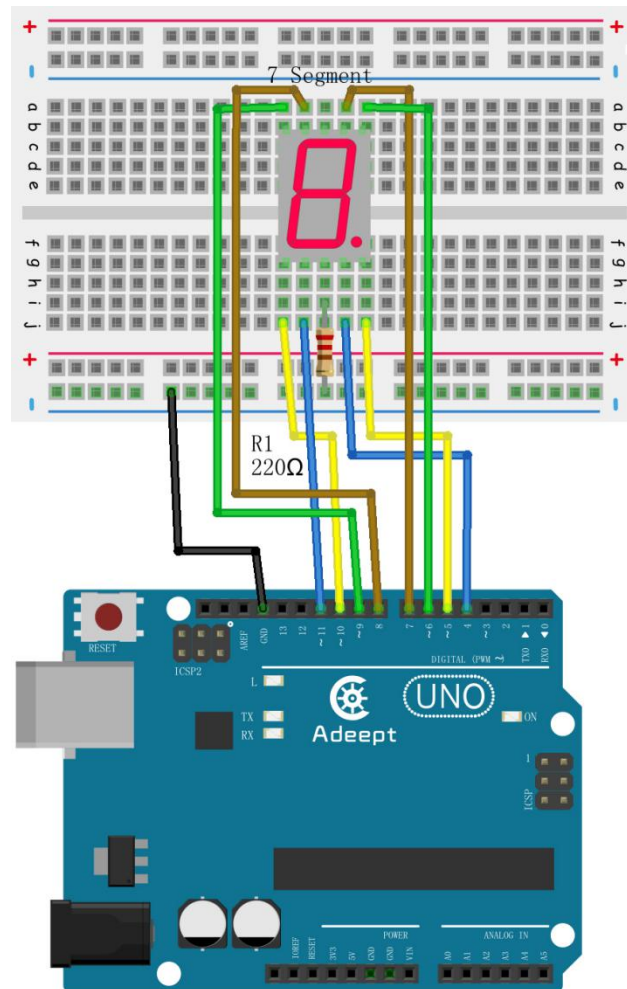 + +
- -
7 Segment
a a
b b
c c
d d
e e
f f
g g
h h
i i
j j
+ +
- -
R1
220Ω
RESET
ICSP2
AREF
GND
13
12
~11
~10
~9
8
7
~6
~5
4
~3
2
TX0 ▶ 1
RX0 ◀ 0
DIGITAL (PWM ~)
L
TX
RX
Adeept
UNO
ON
1
ICSP
POWER
ANALOG IN
IOREF
RESET
3V3
5V
GND
GND
VIN
A0
A1
A2
A3
A4
A5